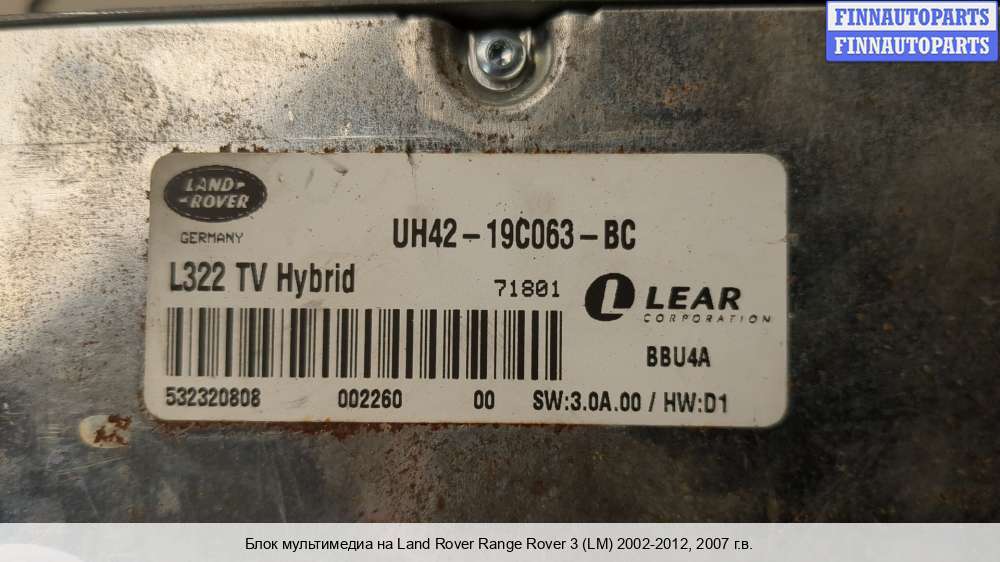 FINNAUTOPARTS
FINNAUTOPARTS
LAND-
-ROVER
GERMANY
UH42-19C063-BC
L322 TV Hybrid
71801
LEAR
CORPORATION
BBU4A
532320808 002260 00 SW:3.0A.00 / HW:D1
Блок мультимедиа на Land Rover Range Rover 3 (LM) 2002-2012, 2007 г.в.